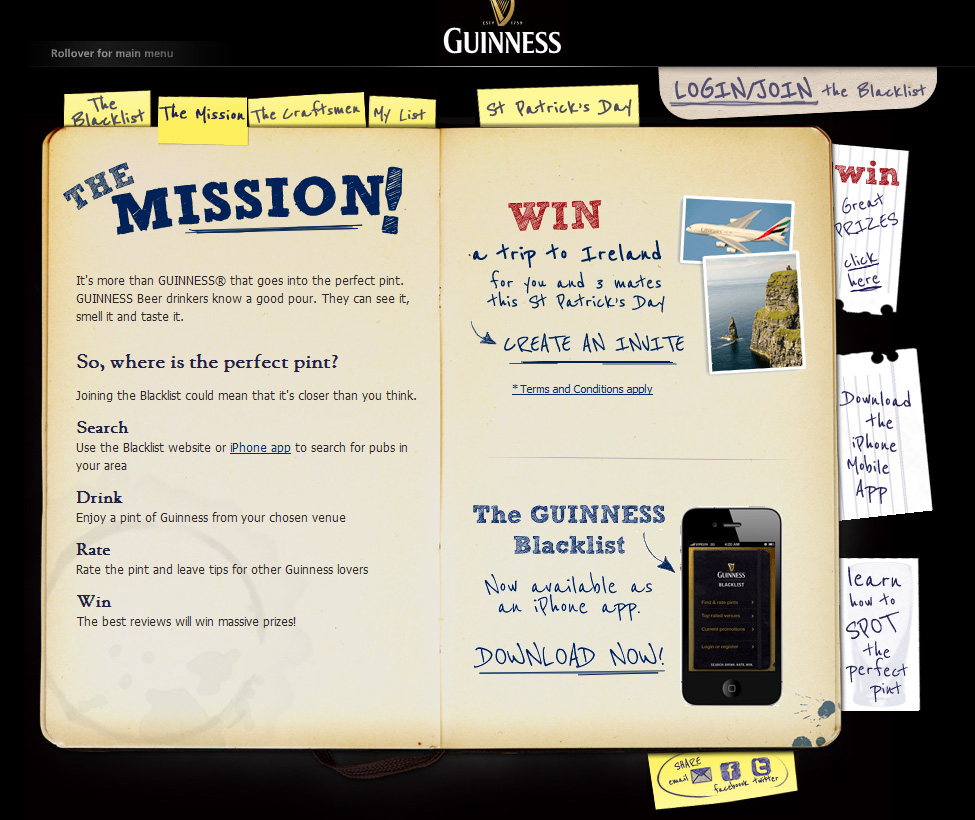 ESTD 1759
GUINNESS
Rollover for main menu
LOGIN/JOIN the Blacklist
The
Blacklist
The Mission
The Craftsmen
My List
St Patrick's Day
THE
MISSION!
It's more than GUINNESS® that goes into the perfect pint.
GUINNESS Beer drinkers know a good pour. They can see it,
smell it and taste it.
So, where is the perfect pint?
Joining the Blacklist could mean that it's closer than you think.
Search
Use the Blacklist website or iPhone app to search for pubs in
your area
Drink
Enjoy a pint of Guinness from your chosen venue
Rate
Rate the pint and leave tips for other Guinness lovers
Win
The best reviews will win massive prizes!
WIN
a trip to Ireland
for you and 3 mates
this St Patrick's Day
CREATE AN INVITE
* Terms and Conditions apply
Emirates
The GUINNESS
Blacklist
Now available as
an iPhone app.
DOWNLOAD NOW!
4:20 AM
GUINNESS
BLACKLIST
Find & rate pints
Top rated venues
Current promotions
Login or register
SEARCH DRINK RATE WIN
win
Great
PRIZES
click
here
Download
the
iPhone
Mobile
App
learn
how to
SPOT
the
perfect
pint
SHARE
email
facebook
twitter